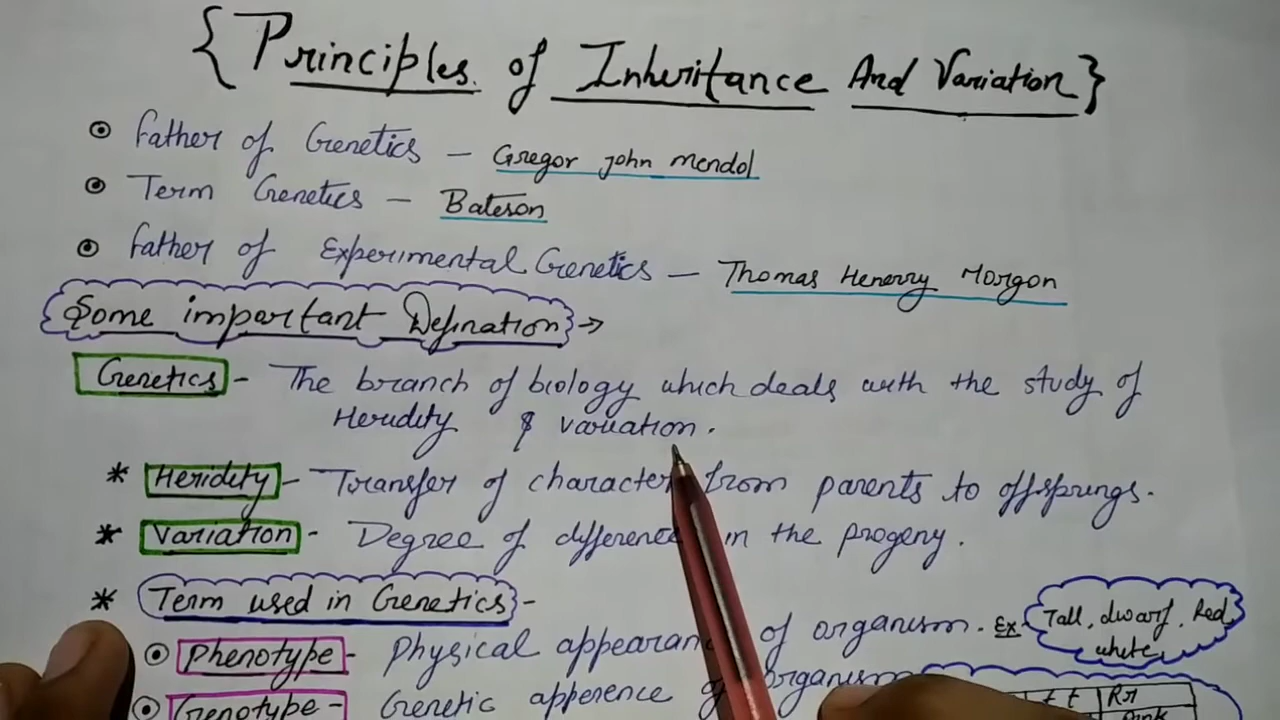 {Principles of Inheritance And Variation}
Father of Genetics - Gregor john Mendol
Term Genetics - Bateson
Father of Experimental Genetics - Thomas Henerry Morgon
Some important Defination →
Genetics - The branch of biology which deals with the study of
Heridity & variation.
* Heridity - Transfer of character from parents to offsprings.
* Variation - Degree of difference in the progeny.
* Term used in Genetics -
Phenotype - Physical appearan of organism. Ex. Tall, dwarf, Red,
white
Genotype - Genetic apperence of organism
t t Rr